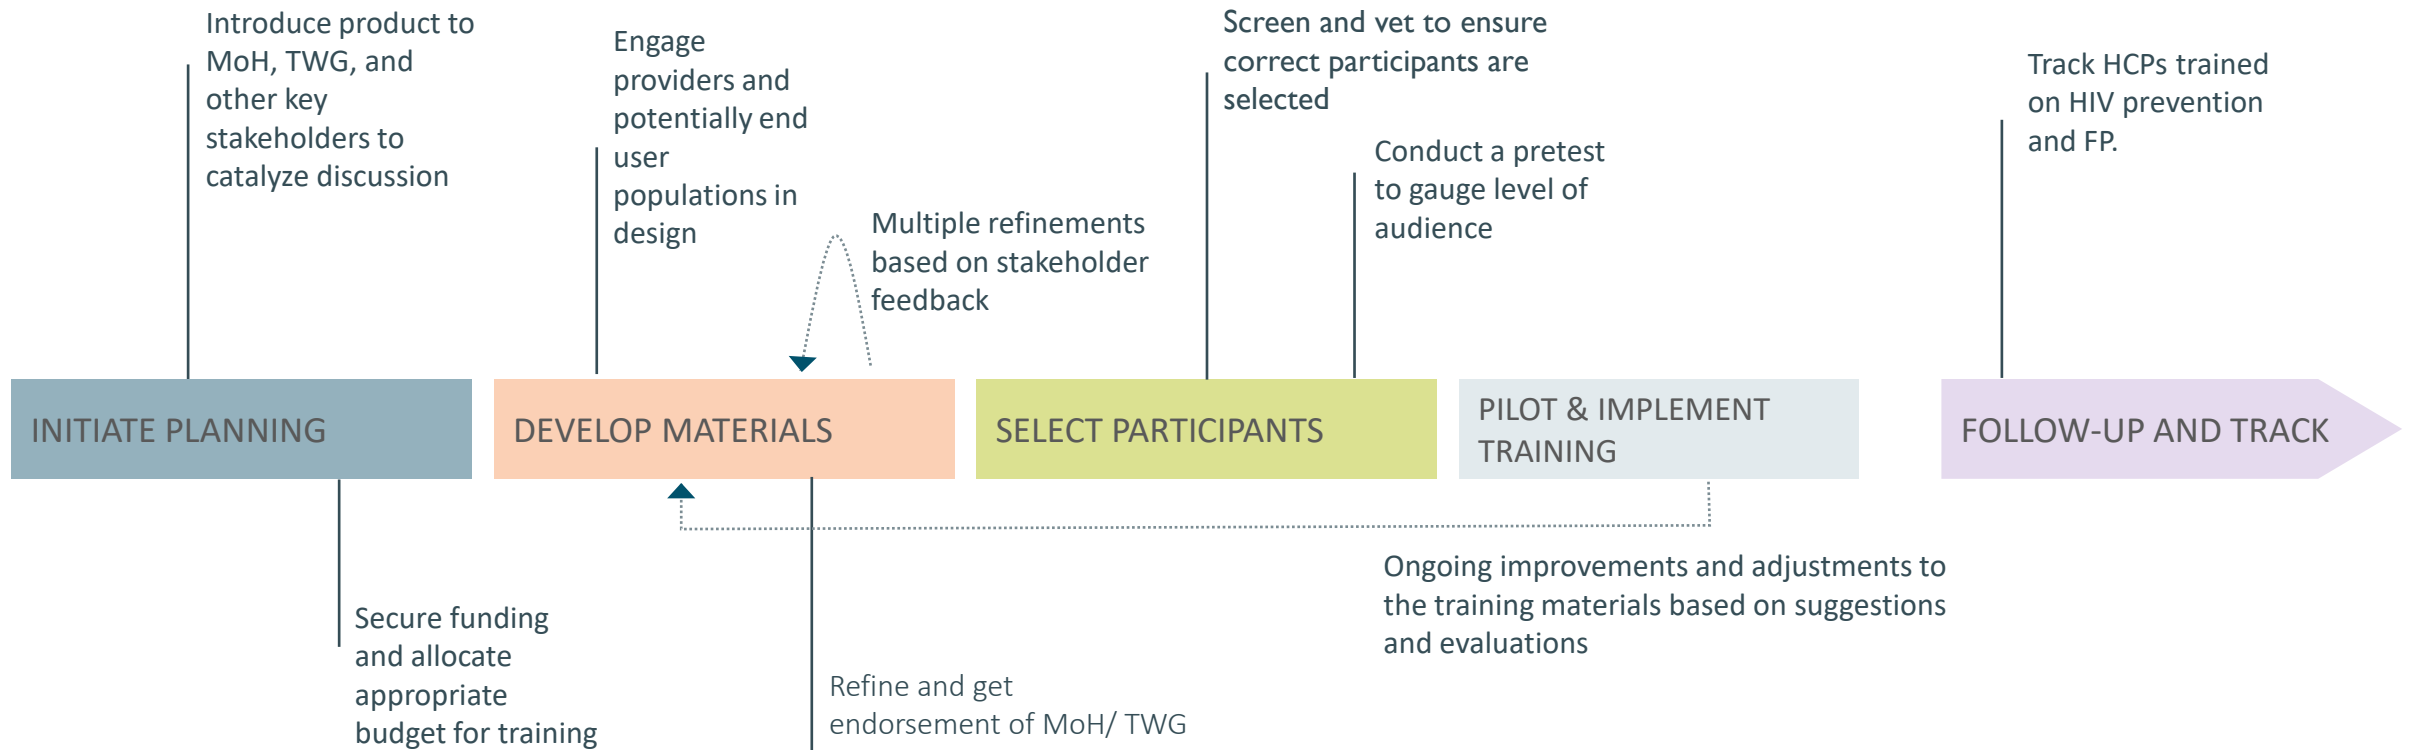 Introduce product to
MoH, TWG, and
other key
stakeholders to
catalyze discussion
Engage
providers and
potentially end
user
populations in
design
Multiple refinements
based on stakeholder
feedback
Screen and vet to ensure
correct participants are
selected
Conduct a pretest
to gauge level of
audience
Track HCPs trained
on HIV prevention
and FP.
INITIATE PLANNING
DEVELOP MATERIALS
SELECT PARTICIPANTS
PILOT & IMPLEMENT
TRAINING
FOLLOW-UP AND TRACK
Secure funding
and allocate
appropriate
budget for training
Refine and get
endorsement of MoH/ TWG
Ongoing improvements and adjustments to
the training materials based on suggestions
and evaluations